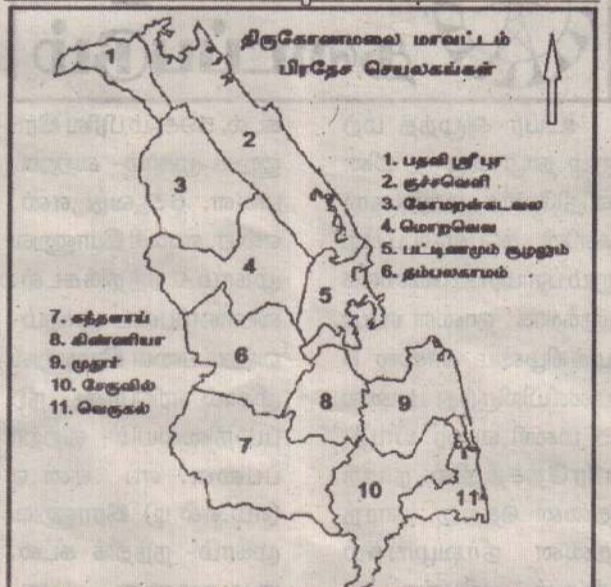 திருகோணமலை மாவட்டம்
பிரதேச செயலகங்கள்
1. பதவி ஸ்ரீ புர
2. குச்சவெளி
3. கோமறன்கடவல
4. மொறவெவ
5. பட்டிணமும் சூழலும்
6. தம்பலகாமம்
7. கந்தளாய்
8. கிண்ணியா
9. மூதூர்
10. சேருவில்
11. வெருகல்
1
2
3
4
5
6
7
8
9
10
11
11